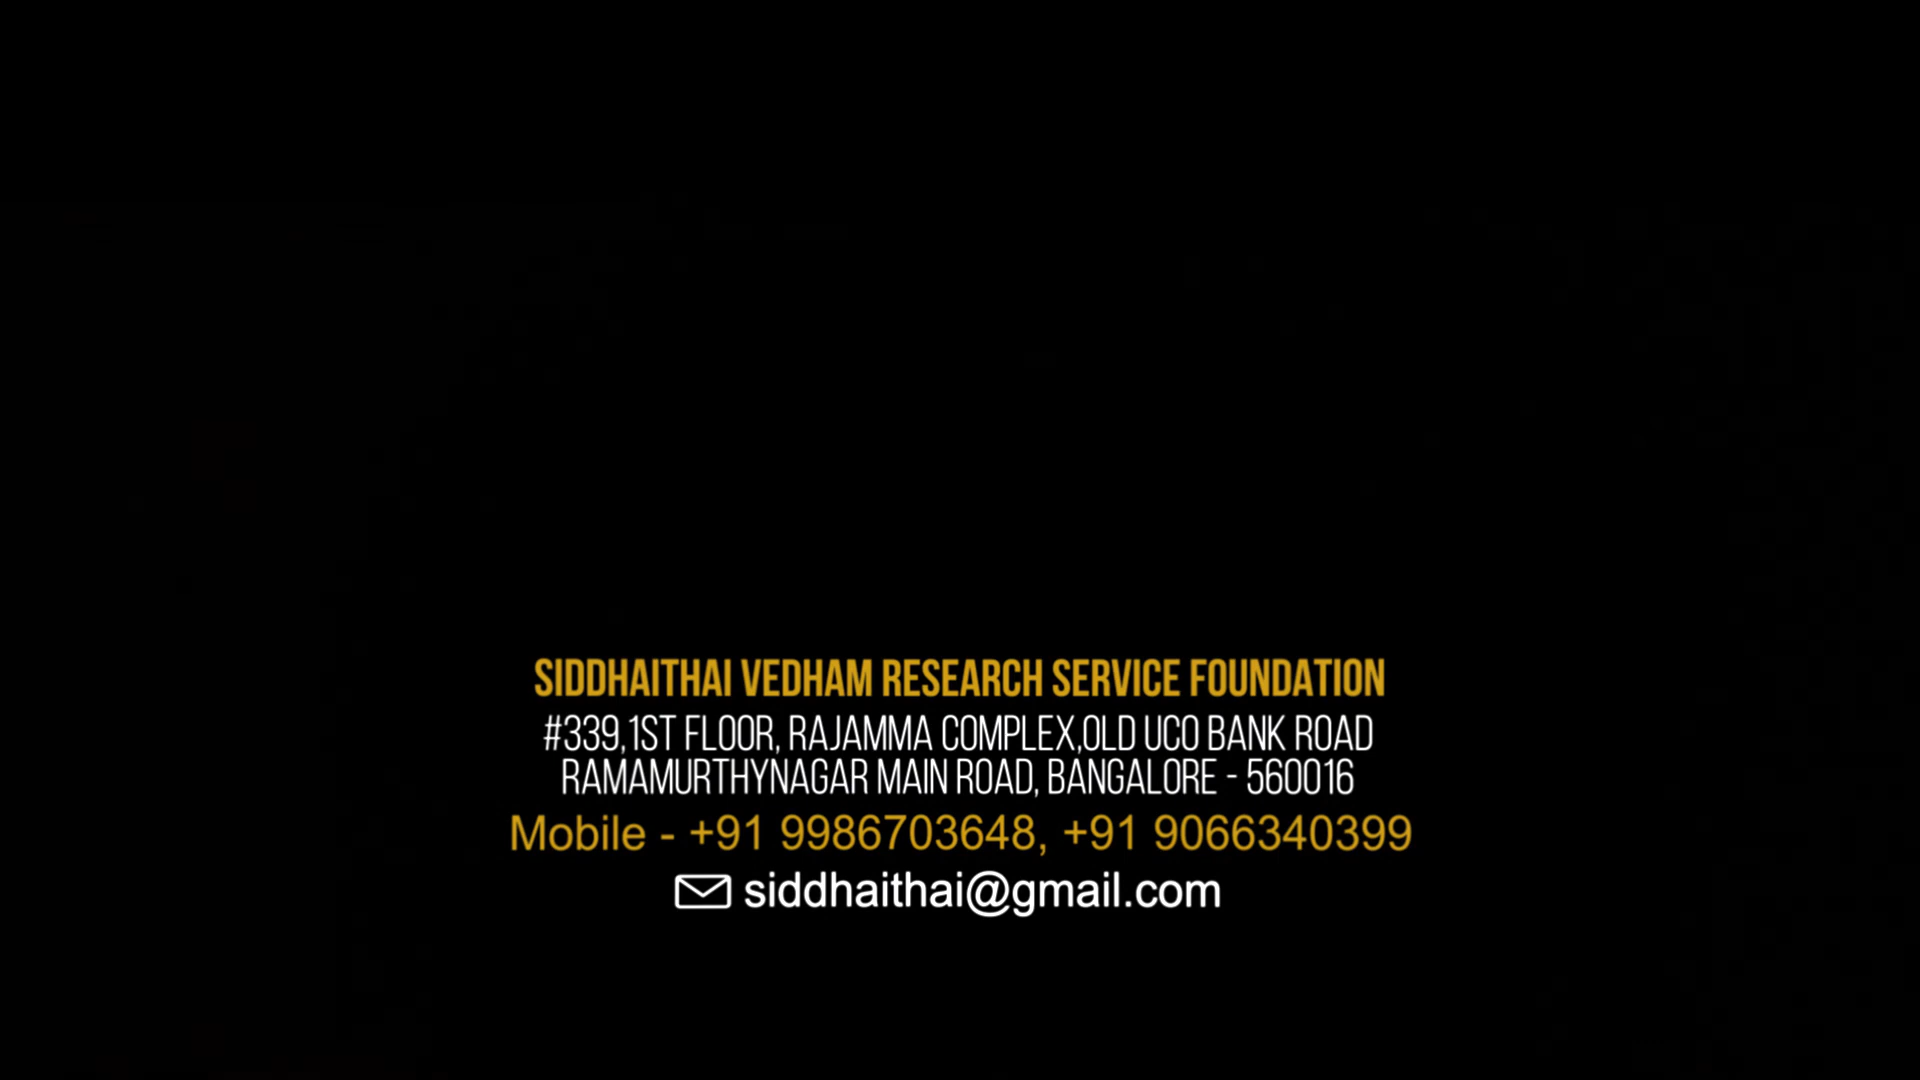 SIDDHAITHAI VEDHAM RESEARCH SERVICE FOUNDATION
#339,1ST FLOOR, RAJAMMA COMPLEX,OLD UCO BANK ROAD
RAMAMURTHYNAGAR MAIN ROAD, BANGALORE - 560016
Mobile - +91 9986703648, +91 9066340399
siddhaithai@gmail.com